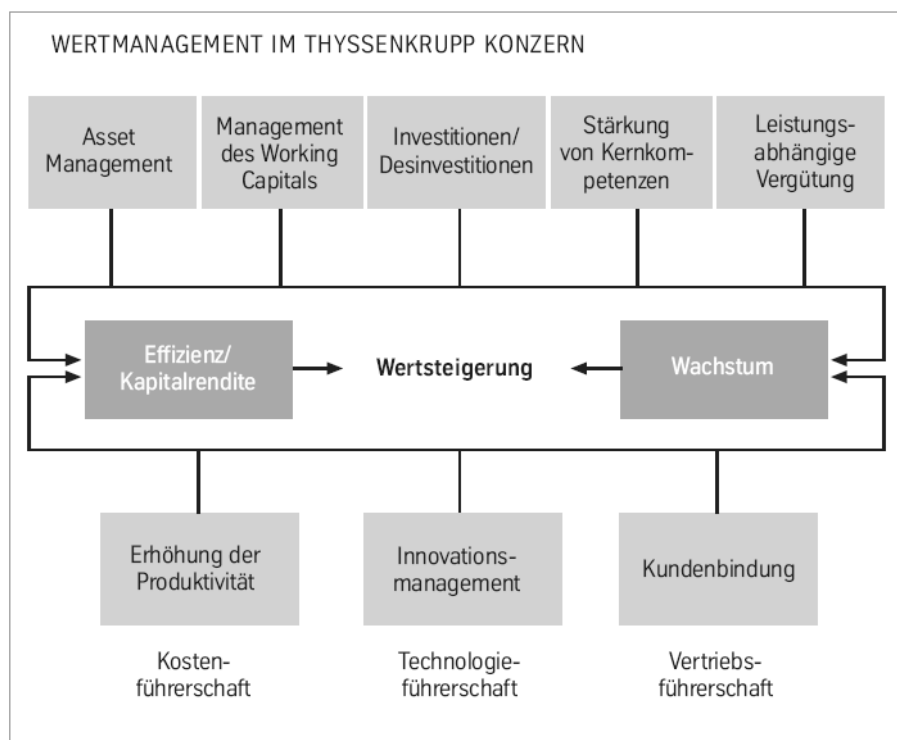 WERTMANAGEMENT IM THYSSENKRUPP KONZERN
Asset
Management
Management
des Working
Capitals
Investitionen/
Desinvestitionen
Stärkung
von Kernkom-
petenzen
Leistungs-
abhängige
Vergütung
Effizienz/
Kapitalrendite
Wertsteigerung
Wachstum
Erhöhung der
Produktivität
Innovations-
management
Kundenbindung
Kosten-
führerschaft
Technologie-
führerschaft
Vertriebs-
führerschaft